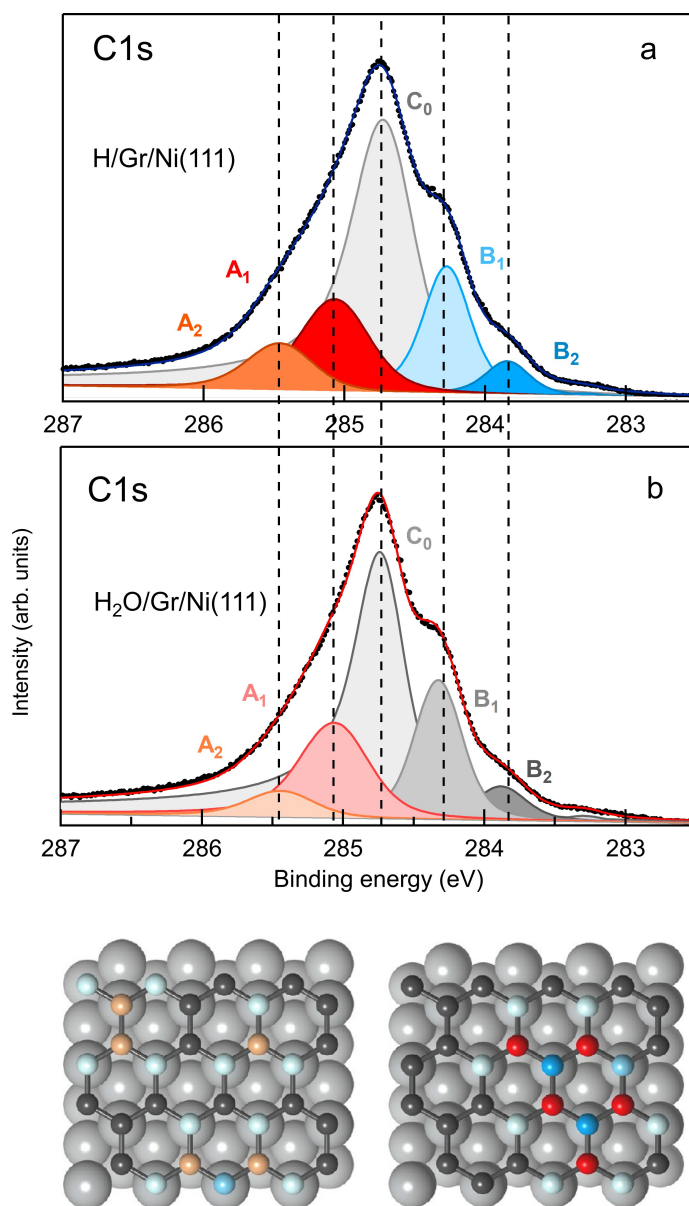 C1s
a
C0
H/Gr/Ni(111)
B1
A1
A2
B2
287
286
285
284
283
C1s
b
C0
H2O/Gr/Ni(111)
A1
B1
A2
B2
Intensity (arb. units)
287
286
285
284
283
Binding energy (eV)